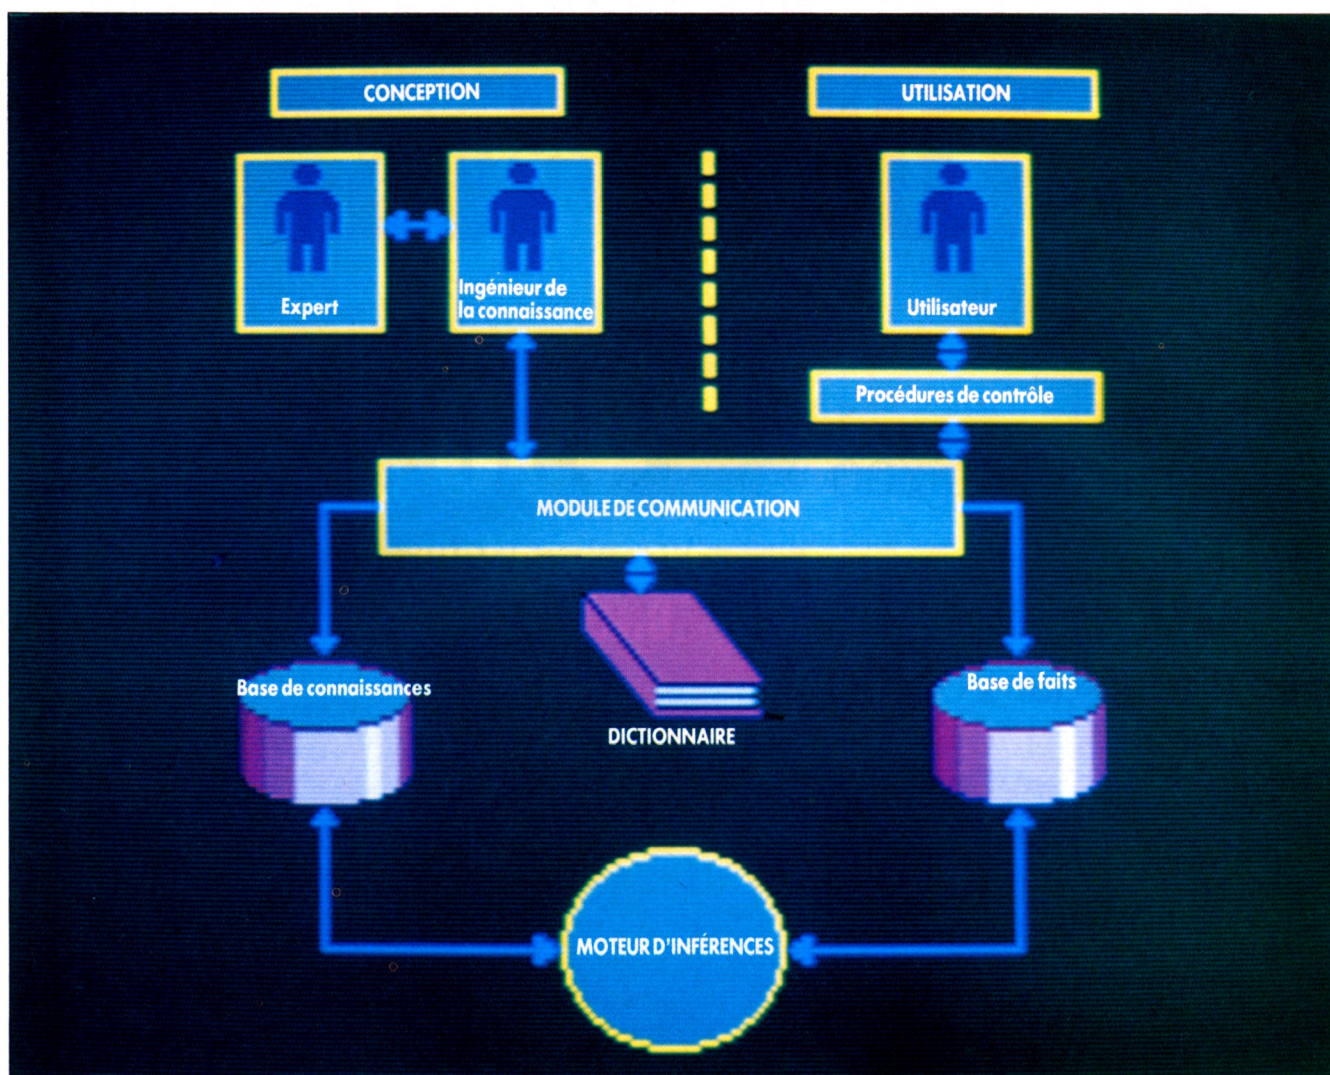 CONCEPTION
UTILISATION
Expert
Ingénieur de
la connaissance
Utilisateur
Procédures de contrôle
MODULE DE COMMUNICATION
Base de connaissances
Base de faits
DICTIONNAIRE
MOTEUR D'INFÉRENCES